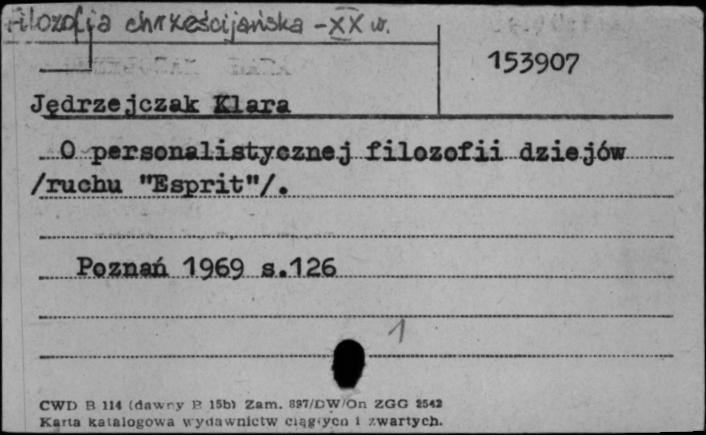 Filozofja chrześcijańska - XX w.
153907
Jędrzejczak Klara
O personalistycznej filozofii dziejów
/ruchu "Esprit"/.
Poznań 1969 s.126
1
CWD B 114 (dawny B 15b) Zam. 897/DW/On ZGG 2542
Karta katalogowa wydawnictw ciągłych i zwartych.